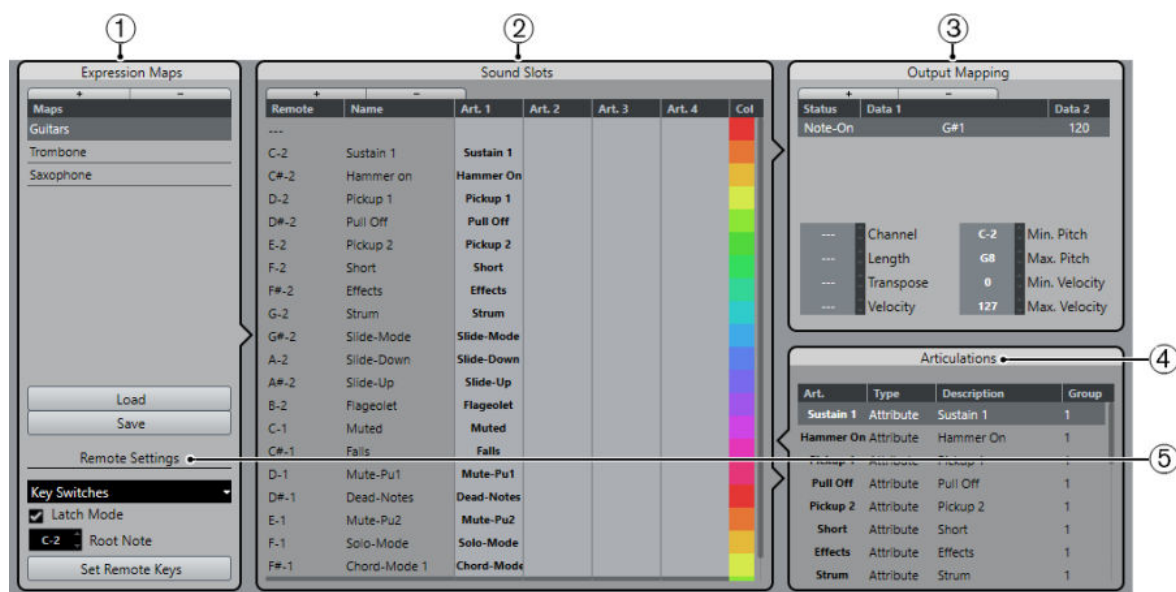 1 2 3
Expression Maps
+ -
Maps
Guitars
Trombone
Saxophone
Load
Save
Remote Settings
Key Switches
Latch Mode
C-2 Root Note
Set Remote Keys
Sound Slots
+ -
Remote Name Art. 1 Art. 2 Art. 3 Art. 4 Col
---
C-2 Sustain 1 Sustain 1
C#-2 Hammer on Hammer On
D-2 Pickup 1 Pickup 1
D#-2 Pull Off Pull Off
E-2 Pickup 2 Pickup 2
F-2 Short Short
F#-2 Effects Effects
G-2 Strum Strum
G#-2 Slide-Mode Slide-Mode
A-2 Slide-Down Slide-Down
A#-2 Slide-Up Slide-Up
B-2 Flageolet Flageolet
C-1 Muted Muted
C#-1 Falls Falls
D-1 Mute-Pu1 Mute-Pu1
D#-1 Dead-Notes Dead-Notes
E-1 Mute-Pu2 Mute-Pu2
F-1 Solo-Mode Solo-Mode
F#-1 Chord-Mode 1 Chord-Mode
Output Mapping
+ -
Status Data 1 Data 2
Note-On G#1 120
--- Channel C-2 Min. Pitch
--- Length G8 Max. Pitch
--- Transpose 0 Min. Velocity
--- Velocity 127 Max. Velocity
Articulations 4
Art. Type Description Group
Sustain 1 Attribute Sustain 1 1
Hammer On Attribute Hammer On 1
Pickup 1 Attribute Pickup 1 1
5
Pull Off Attribute Pull Off 1
Pickup 2 Attribute Pickup 2 1
Short Attribute Short 1
Effects Attribute Effects 1
Strum Attribute Strum 1